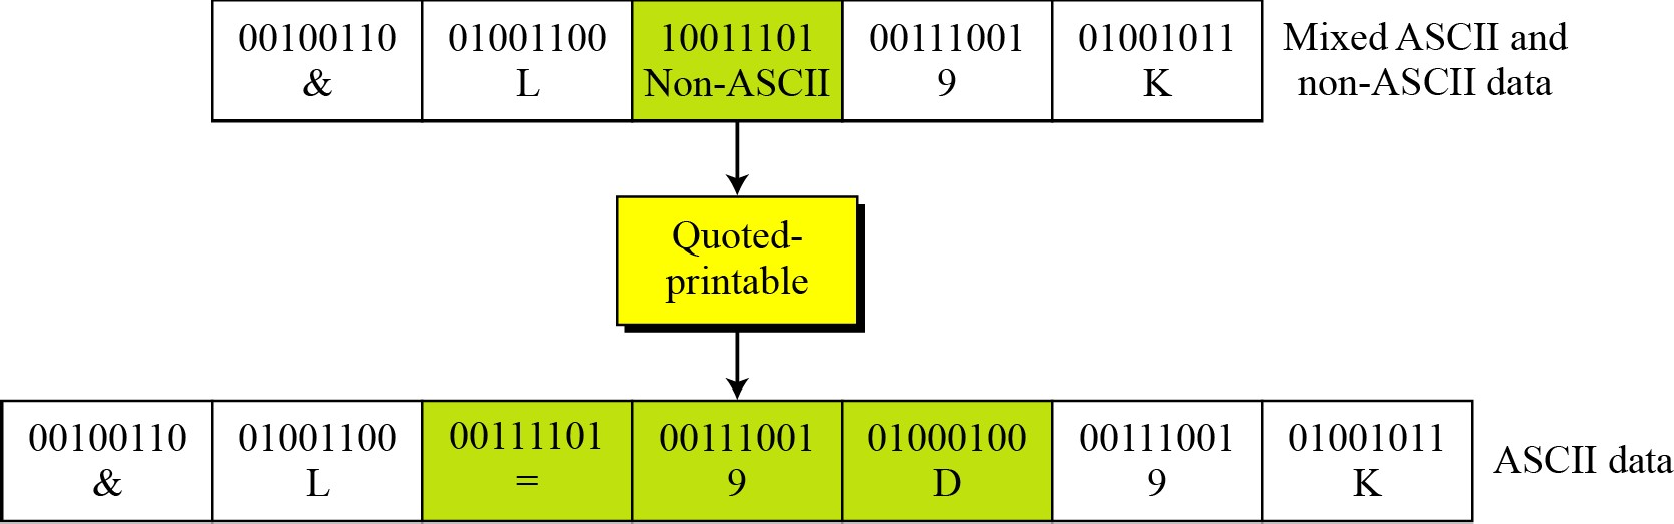 00100110 01001100 10011101 00111001 01001011 Mixed ASCII and
& L Non-ASCII 9 K non-ASCII data
Quoted-
printable
00100110 01001100 00111101 00111001 01000100 00111001 01001011 ASCII data
& L = 9 D 9 K